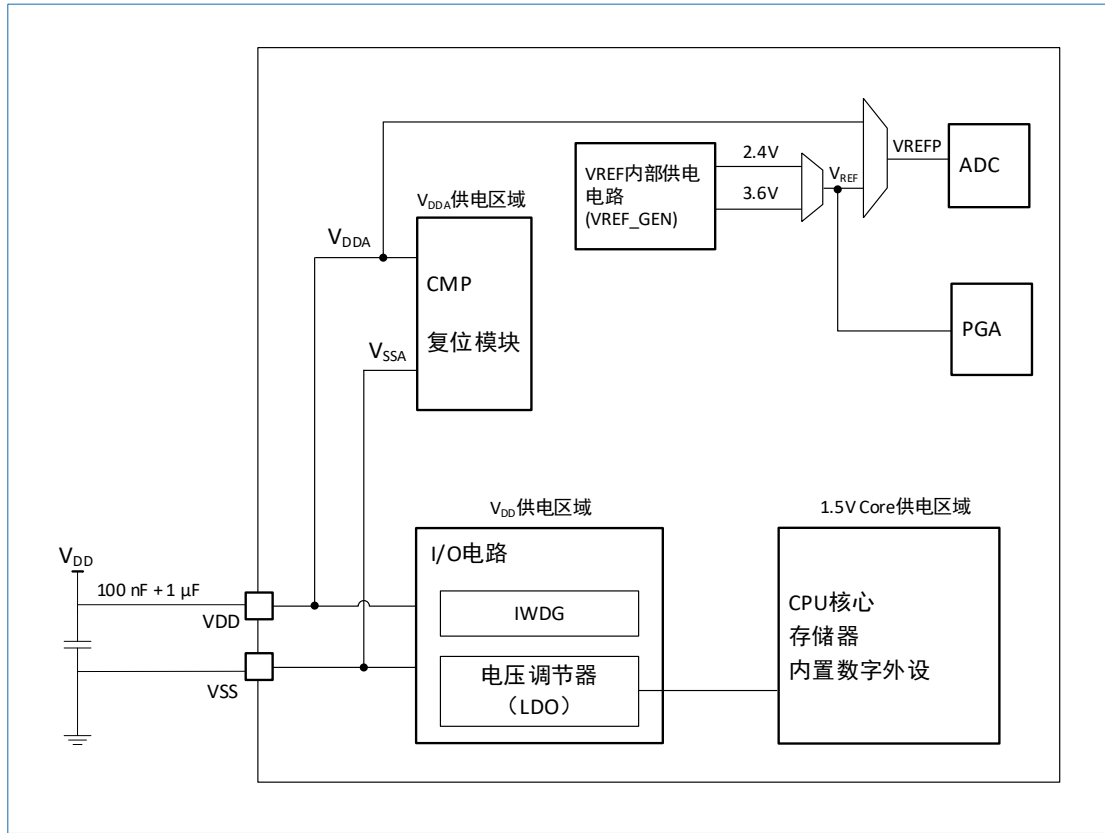 2.4V
3.6V
VREF内部供电
电路
(VREF_GEN)
VREF
VREFP
ADC
PGA
VDDA供电区域
VDDA
CMP
复位模块
VSSA
VDD供电区域
I/O电路
IWDG
电压调节器
（LDO）
1.5V Core供电区域
CPU核心
存储器
内置数字外设
VDD
100 nF + 1 µF
VDD
VSS